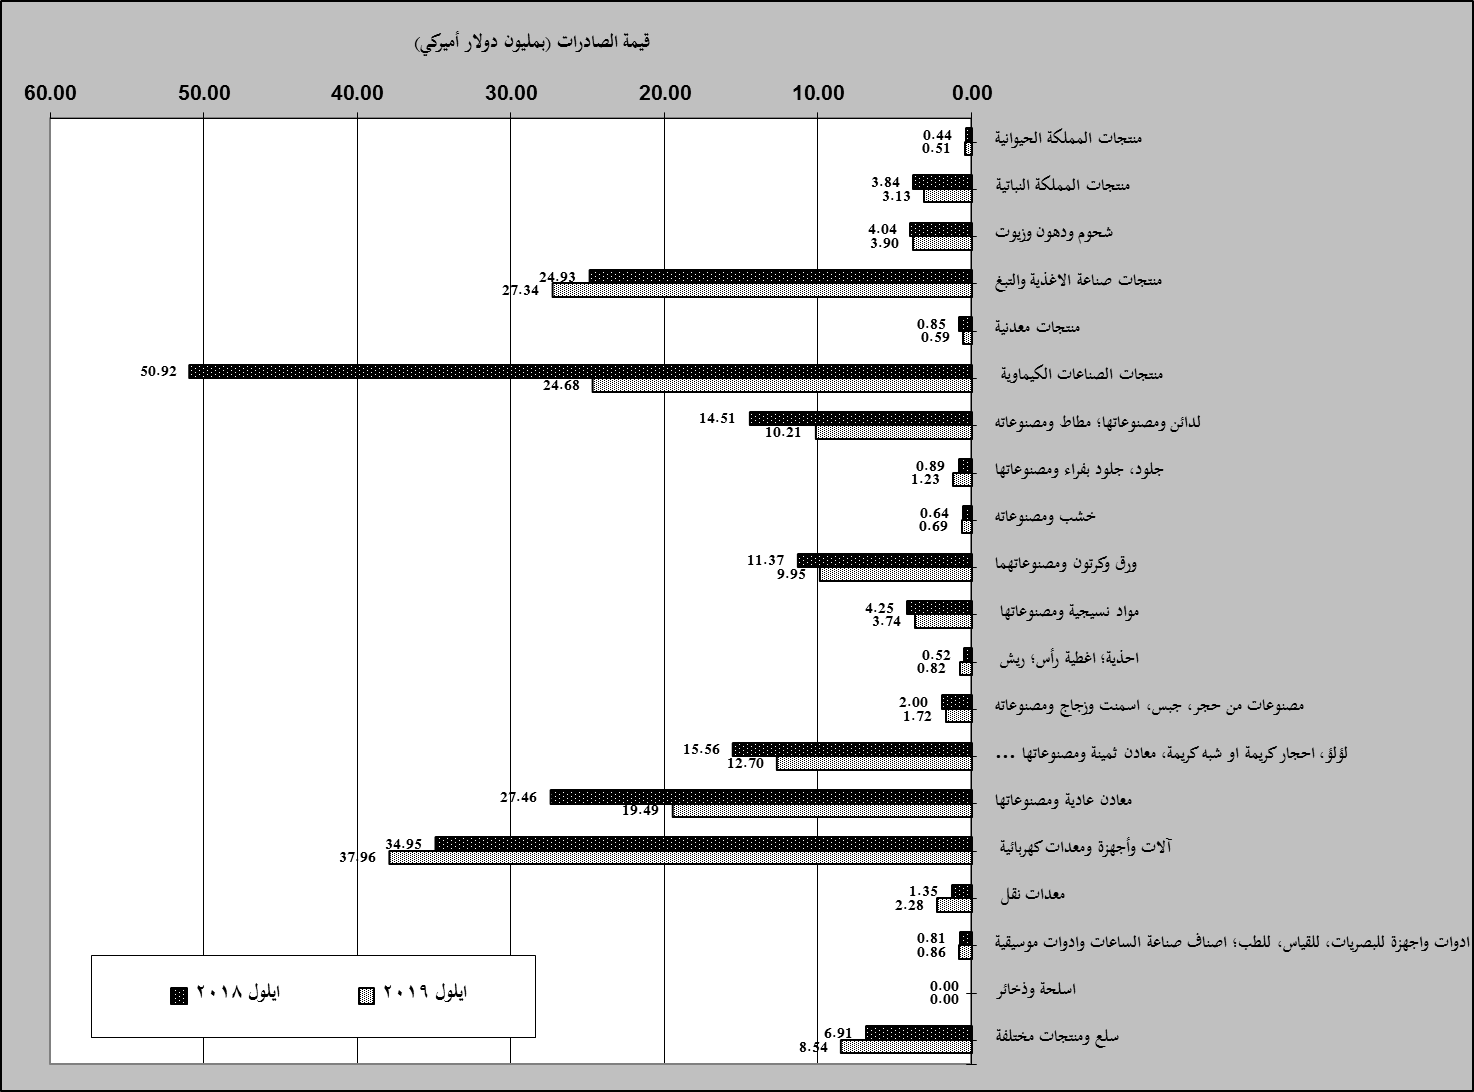 قيمة الصادرات (بمليون دولار أميركي)
60.00 50.00 40.00 30.00 20.00 10.00 0.00
منتجات المملكة الحيوانية
0.44
0.51
منتجات المملكة النباتية
3.84
3.13
شحوم ودهون وزيوت
4.04
3.90
منتجات صناعة الاغذية والتبغ
24.93
27.34
منتجات معدنية
0.85
0.59
منتجات الصناعات الكيماوية
50.92
24.68
لدائن ومصنوعاتها؛ مطاط ومصنوعاته
14.51
10.21
جلود، جلود بفراء ومصنوعاتها
0.89
1.23
خشب ومصنوعاته
0.64
0.69
ورق وكرتون ومصنوعاتهما
11.37
9.95
مواد نسيجية ومصنوعاتها
4.25
3.74
احذية؛ اغطية رأس؛ ريش
0.52
0.82
مصنوعات من حجر، جبس، اسمنت وزجاج ومصنوعاته
2.00
1.72
لؤلؤ، احجار كريمة او شبه كريمة، معادن ثمينة ومصنوعاتها ...
15.56
12.70
معادن عادية ومصنوعاتها
27.46
19.49
آلات وأجهزة ومعدات كهربائية
34.95
37.96
معدات نقل
1.35
2.28
ادوات واجهزة للبصريات، للقياس، للطب؛ اصناف صناعة الساعات وادوات موسيقية
0.81
0.86
اسلحة وذخائر
0.00
0.00
سلع ومنتجات مختلفة
6.91
8.54
ايلول ٢٠١٩
ايلول ٢٠١٨